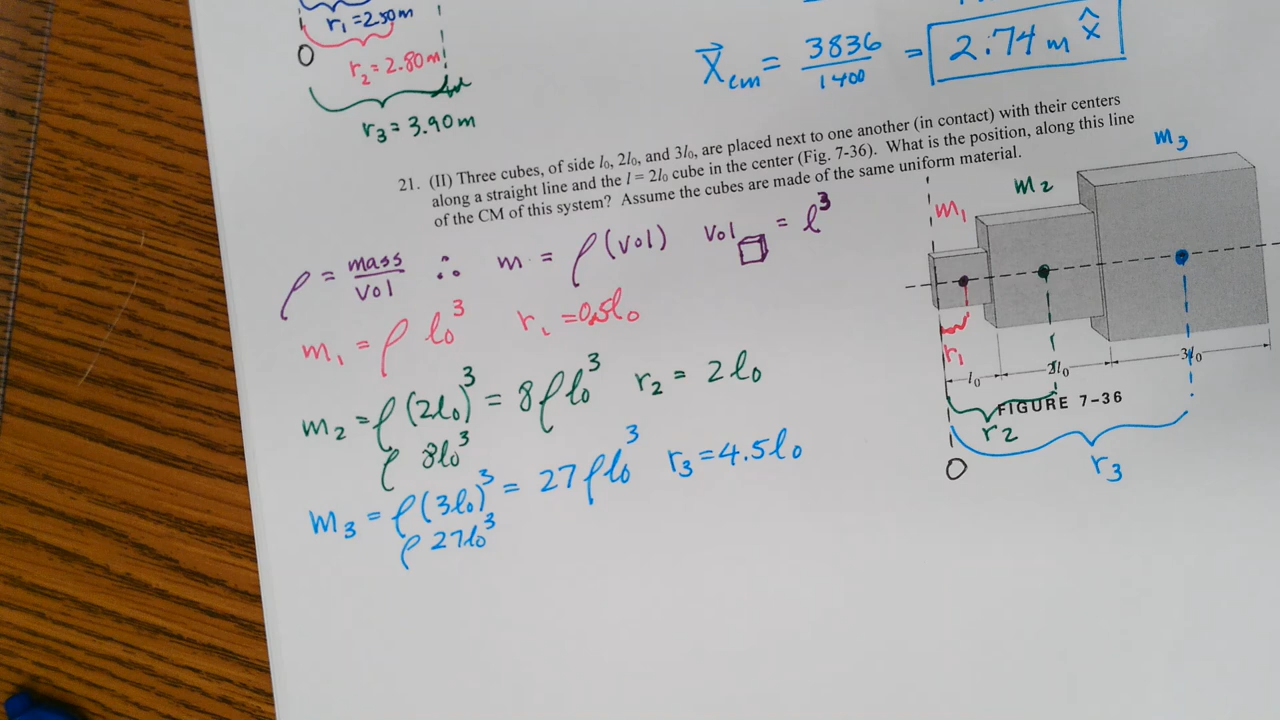 r₁ = 2.50 m
O
r₂ = 2.80 m
r₃ = 3.90 m
x⃗cm = 3836/1400 = 2.74 m x̂
21. (II) Three cubes, of side l₀, 2l₀, and 3l₀, are placed next to one another (in contact) with their centers
along a straight line and the l = 2l₀ cube in the center (Fig. 7-36). What is the position, along this line
of the CM of this system? Assume the cubes are made of the same uniform material.
ρ = mass/vol ∴ m = ρ(vol) vol = l³
m₁ = ρ l₀³ r₁ = 0.5l₀
m₂ = ρ(2l₀)³ = 8ρl₀³ r₂ = 2l₀
ρ 8l₀³
m₃ = ρ(3l₀)³ = 27ρl₀³ r₃ = 4.5l₀
ρ 27l₀³
m₁
m₂
m₃
r₁
l₀
2l₀
3l₀
FIGURE 7-36
r₂
r₃
O